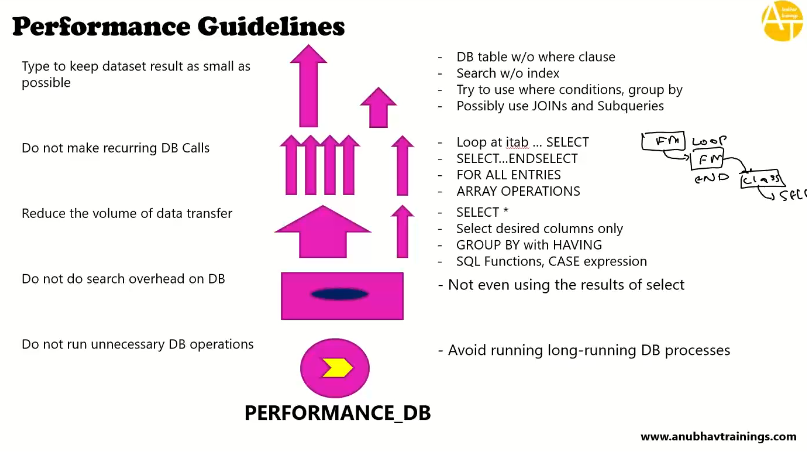 Performance Guidelines
AT
Type to keep dataset result as small as
possible
- DB table w/o where clause
- Search w/o index
- Try to use where conditions, group by
- Possibly use JOINs and Subqueries
Do not make recurring DB Calls
- Loop at itab ... SELECT
- SELECT...ENDSELECT
- FOR ALL ENTRIES
- ARRAY OPERATIONS
FM LOOP
FM
END
Class
Reduce the volume of data transfer
- SELECT *
- Select desired columns only
- GROUP BY with HAVING
- SQL Functions, CASE expression
Do not do search overhead on DB
- Not even using the results of select
Do not run unnecessary DB operations
- Avoid running long-running DB processes
PERFORMANCE_DB
www.anubhavtrainings.com